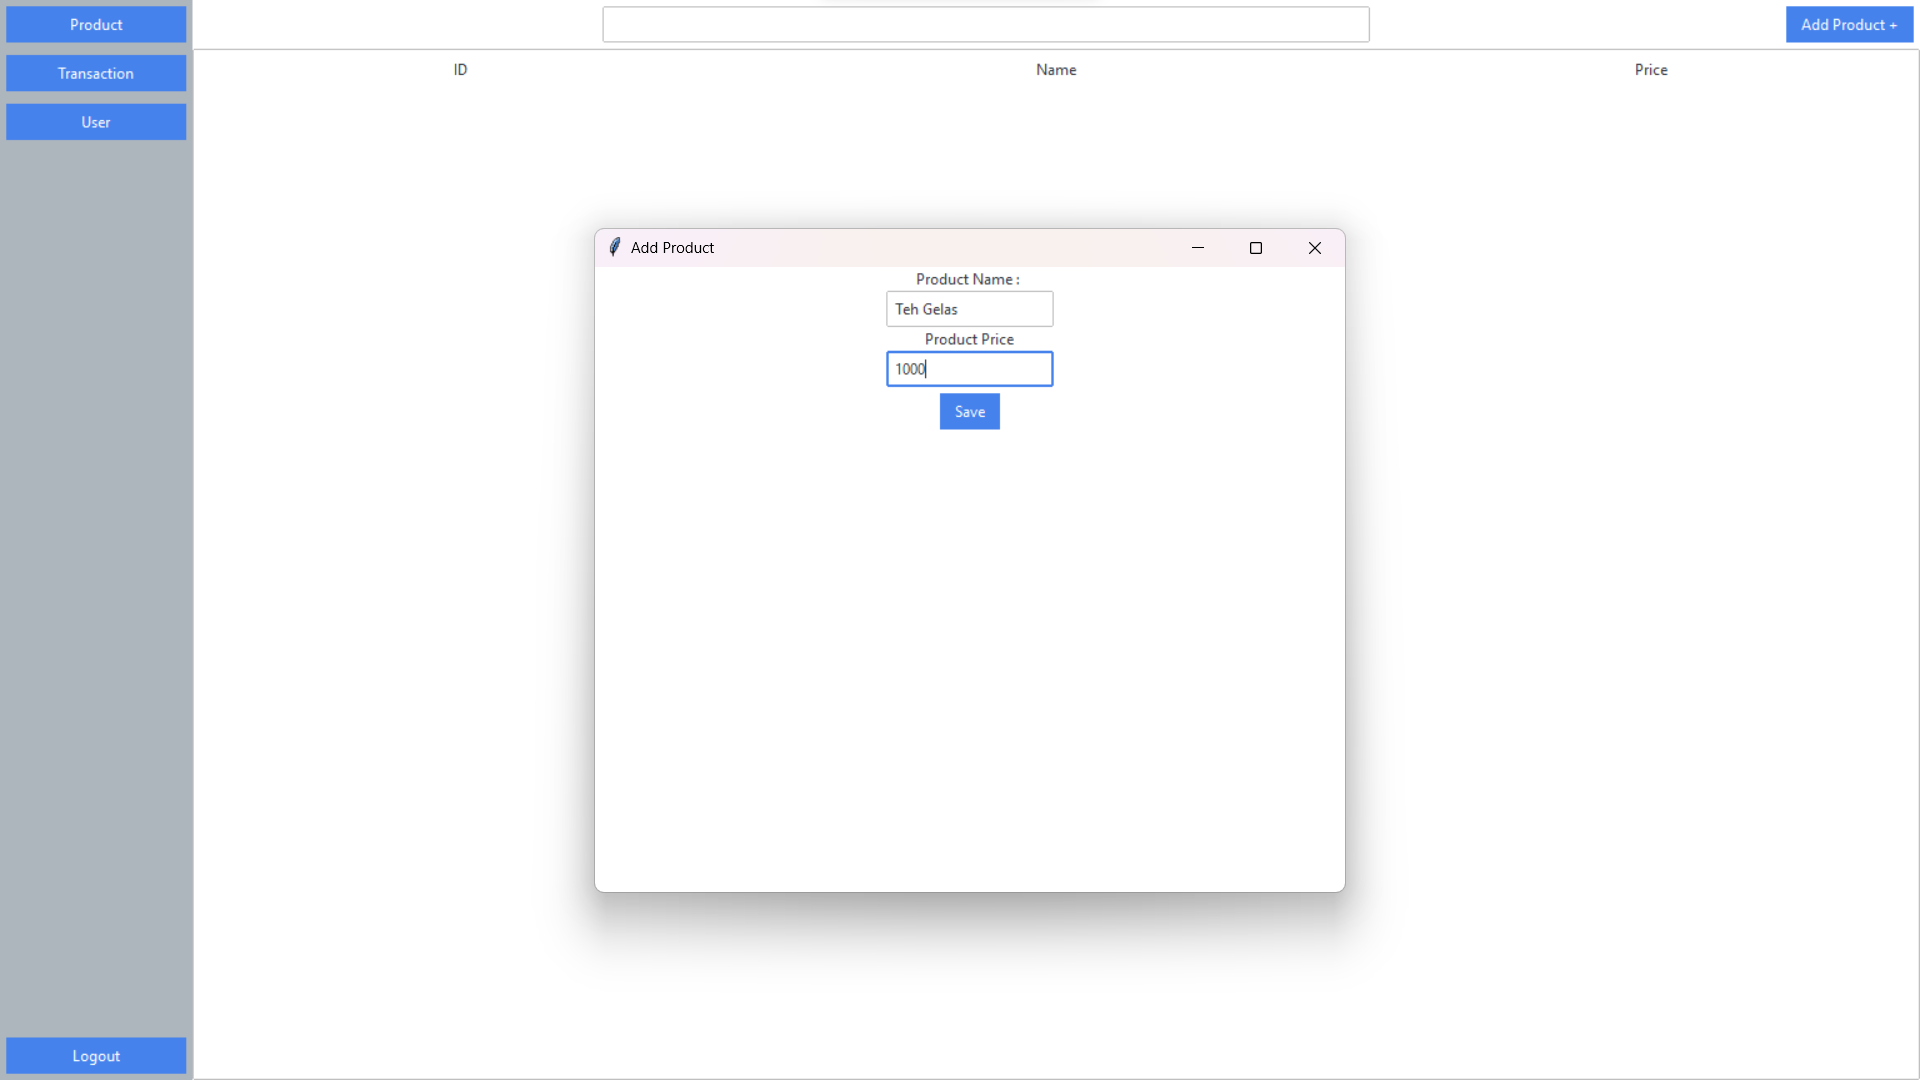 Product
Add Product +
Transaction
User
ID Name Price
Add Product
Product Name :
Teh Gelas
Product Price
1000
Save
Logout